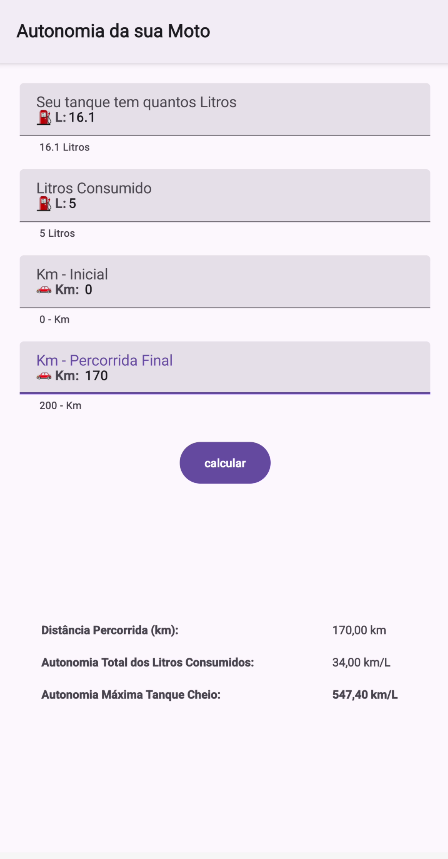 Autonomia da sua Moto
Seu tanque tem quantos Litros
⛽ L: 16.1
16.1 Litros
Litros Consumido
⛽ L: 5
5 Litros
Km - Inicial
🚗 Km: 0
0 - Km
Km - Percorrida Final
🚗 Km: 170
200 - Km
calcular
Distância Percorrida (km): 170,00 km
Autonomia Total dos Litros Consumidos: 34,00 km/L
Autonomia Máxima Tanque Cheio: 547,40 km/L